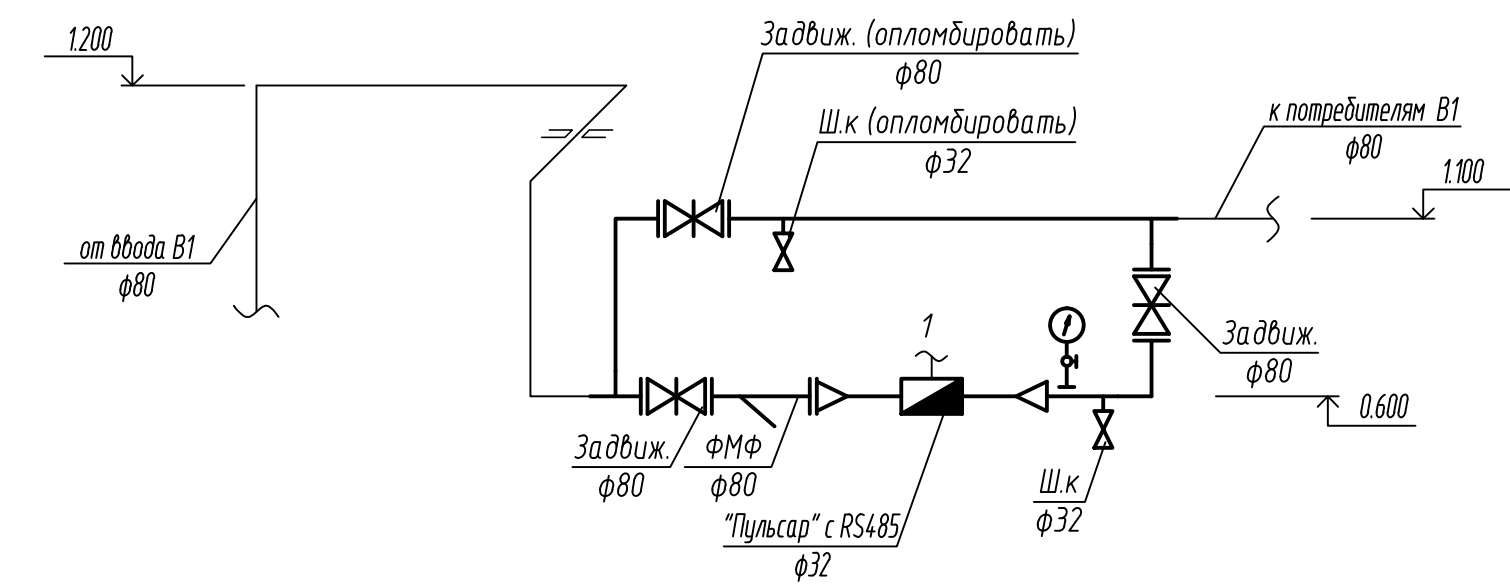 1.200
Задвиж. (опломбировать)
ф80
Ш.к (опломбировать)
ф32
к потребителям В1
ф80
1.100
от ввода В1
ф80
1
Задвиж.
ф80
0.600
Задвиж.
ф80
ФМФ
ф80
Ш.к
ф32
"Пульсар" с RS485
ф32